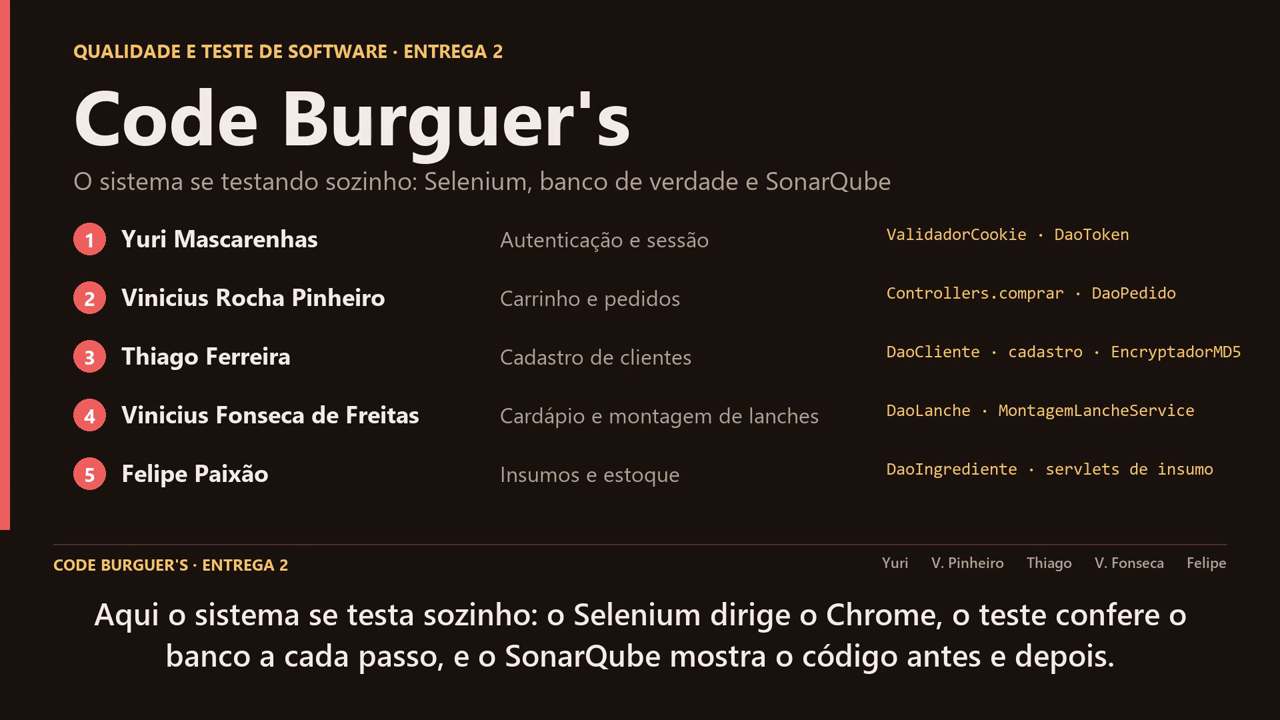 QUALIDADE E TESTE DE SOFTWARE · ENTREGA 2
Code Burguer's
O sistema se testando sozinho: Selenium, banco de verdade e SonarQube
1 Yuri Mascarenhas Autenticação e sessão ValidadorCookie · DaoToken
2 Vinicius Rocha Pinheiro Carrinho e pedidos Controllers.comprar · DaoPedido
3 Thiago Ferreira Cadastro de clientes DaoCliente · cadastro · EncryptadorMD5
4 Vinicius Fonseca de Freitas Cardápio e montagem de lanches DaoLanche · MontagemLancheService
5 Felipe Paixão Insumos e estoque DaoIngrediente · servlets de insumo
CODE BURGUER'S · ENTREGA 2 Yuri V. Pinheiro Thiago V. Fonseca Felipe
Aqui o sistema se testa sozinho: o Selenium dirige o Chrome, o teste confere o
banco a cada passo, e o SonarQube mostra o código antes e depois.